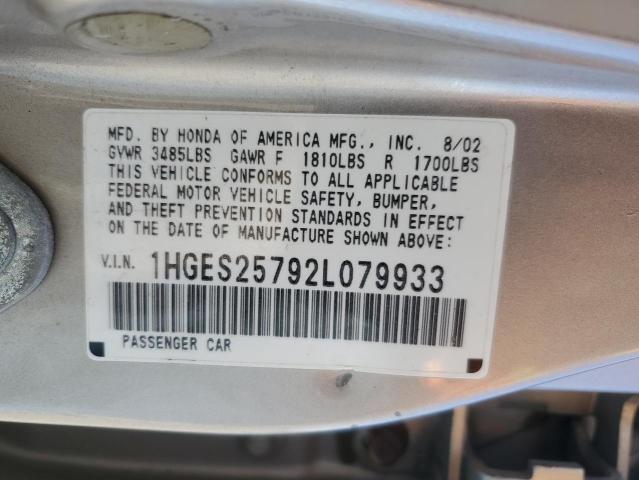 MFD. BY HONDA OF AMERICA MFG., INC. 8/02
GVWR 3485LBS GAWR F 1810LBS R 1700LBS
THIS VEHICLE CONFORMS TO ALL APPLICABLE
FEDERAL MOTOR VEHICLE SAFETY, BUMPER,
AND THEFT PREVENTION STANDARDS IN EFFECT
ON THE DATE OF MANUFACTURE SHOWN ABOVE:
V.I.N. 1HGES25792L079933
PASSENGER CAR